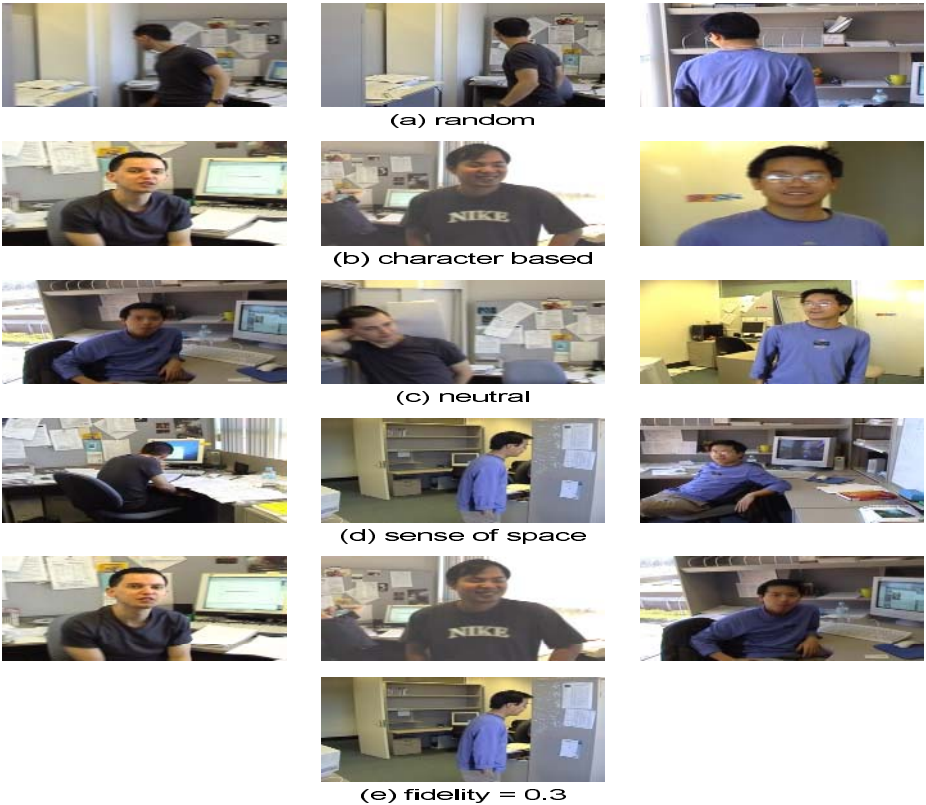 (a) random
NIKE
(b) character based
(c) neutral
(d) sense of space
NIKE
(e) fidelity = 0.3